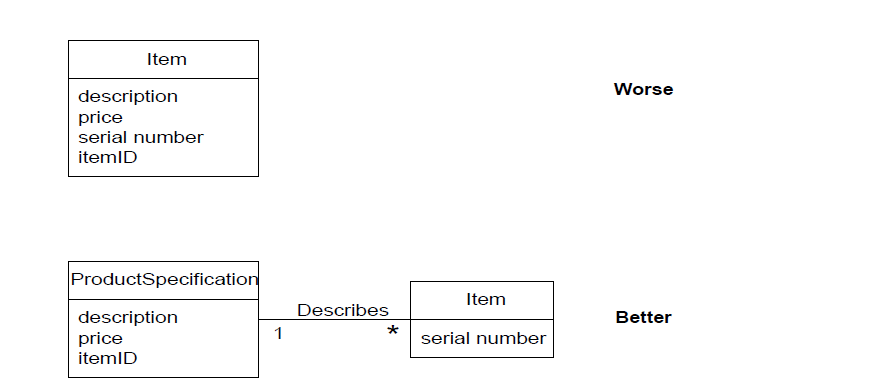 Item
Worse
description
price
serial number
itemID
ProductSpecification
description
price
itemID
Describes
1
*
Item
serial number
Better